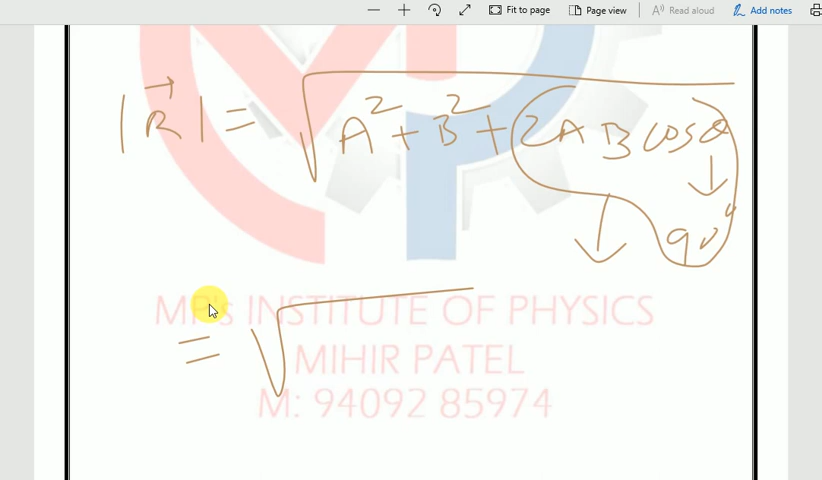 Fit to page Page view Read aloud Add notes
|R⃗| = √A² + B² + 2AB cosθ
90°
= √
MP's INSTITUTE OF PHYSICS
MIHIR PATEL
M: 94092 85974